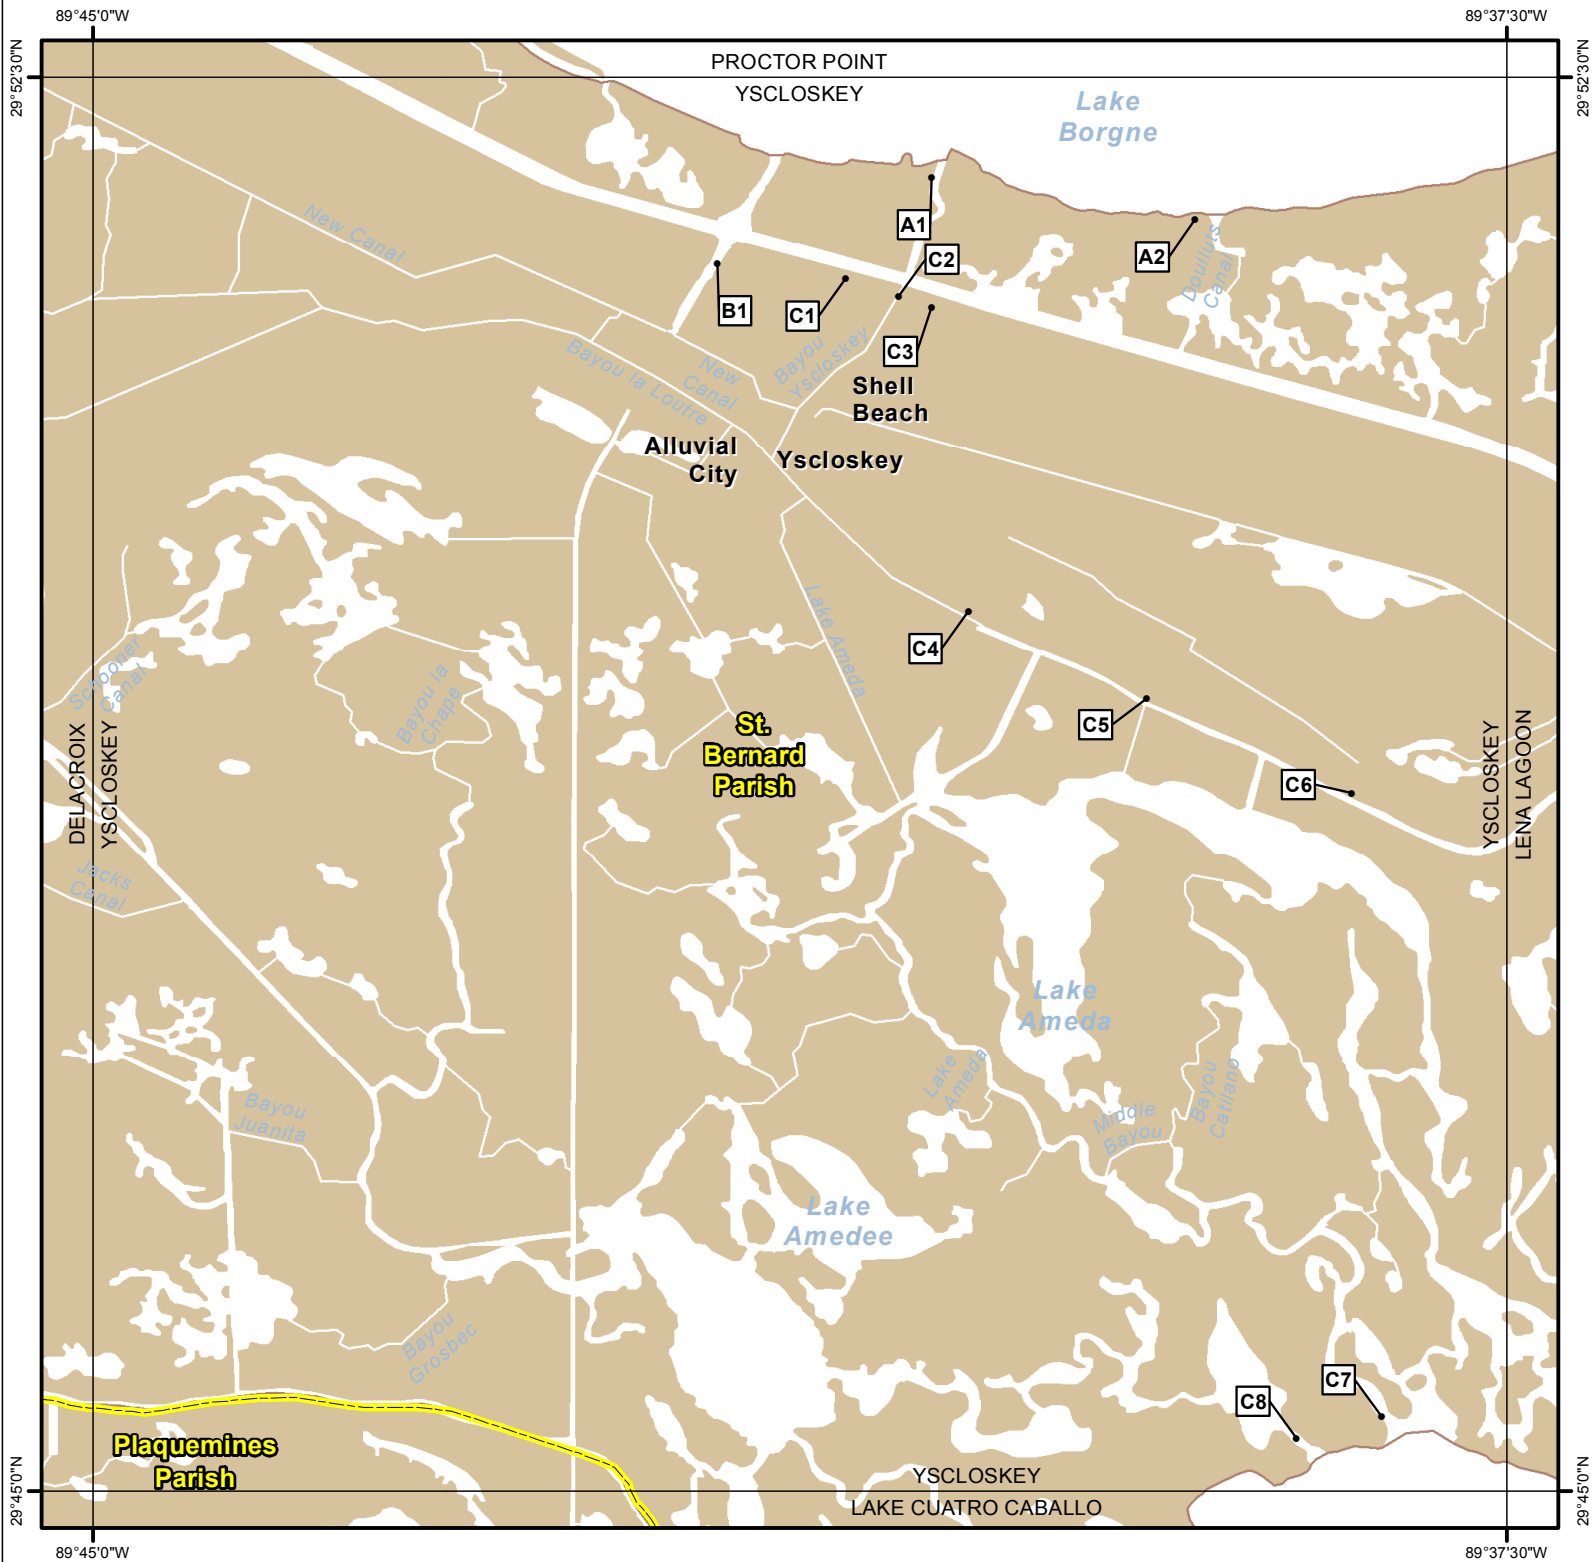 89°45'0"W
89°37'30"W
29°52'30"N
29°52'30"N
PROCTOR POINT
YSCLOSKEY
Lake
Borgne
A1
C2
A2
Doulluts
Canal
New Canal
B1
C1
C3
Bayou
Yscloskey
New
Canal
Bayou la Loutre
Shell
Beach
Alluvial
City
Yscloskey
Lake Ameda
C4
Schooner
Canal
Bayou la
Chape
St.
Bernard
Parish
C5
C6
DELACROIX
YSCLOSKEY
YSCLOSKEY
LENA LAGOON
Jacks
Canal
Lake
Ameda
Lake
Ameda
Bayou
Juanita
Middle
Bayou
Bayou
Catilano
Lake
Amedee
Bayou
Grosbec
C7
C8
Plaquemines
Parish
YSCLOSKEY
LAKE CUATRO CABALLO
29°45'0"N
29°45'0"N
89°45'0"W
89°37'30"W